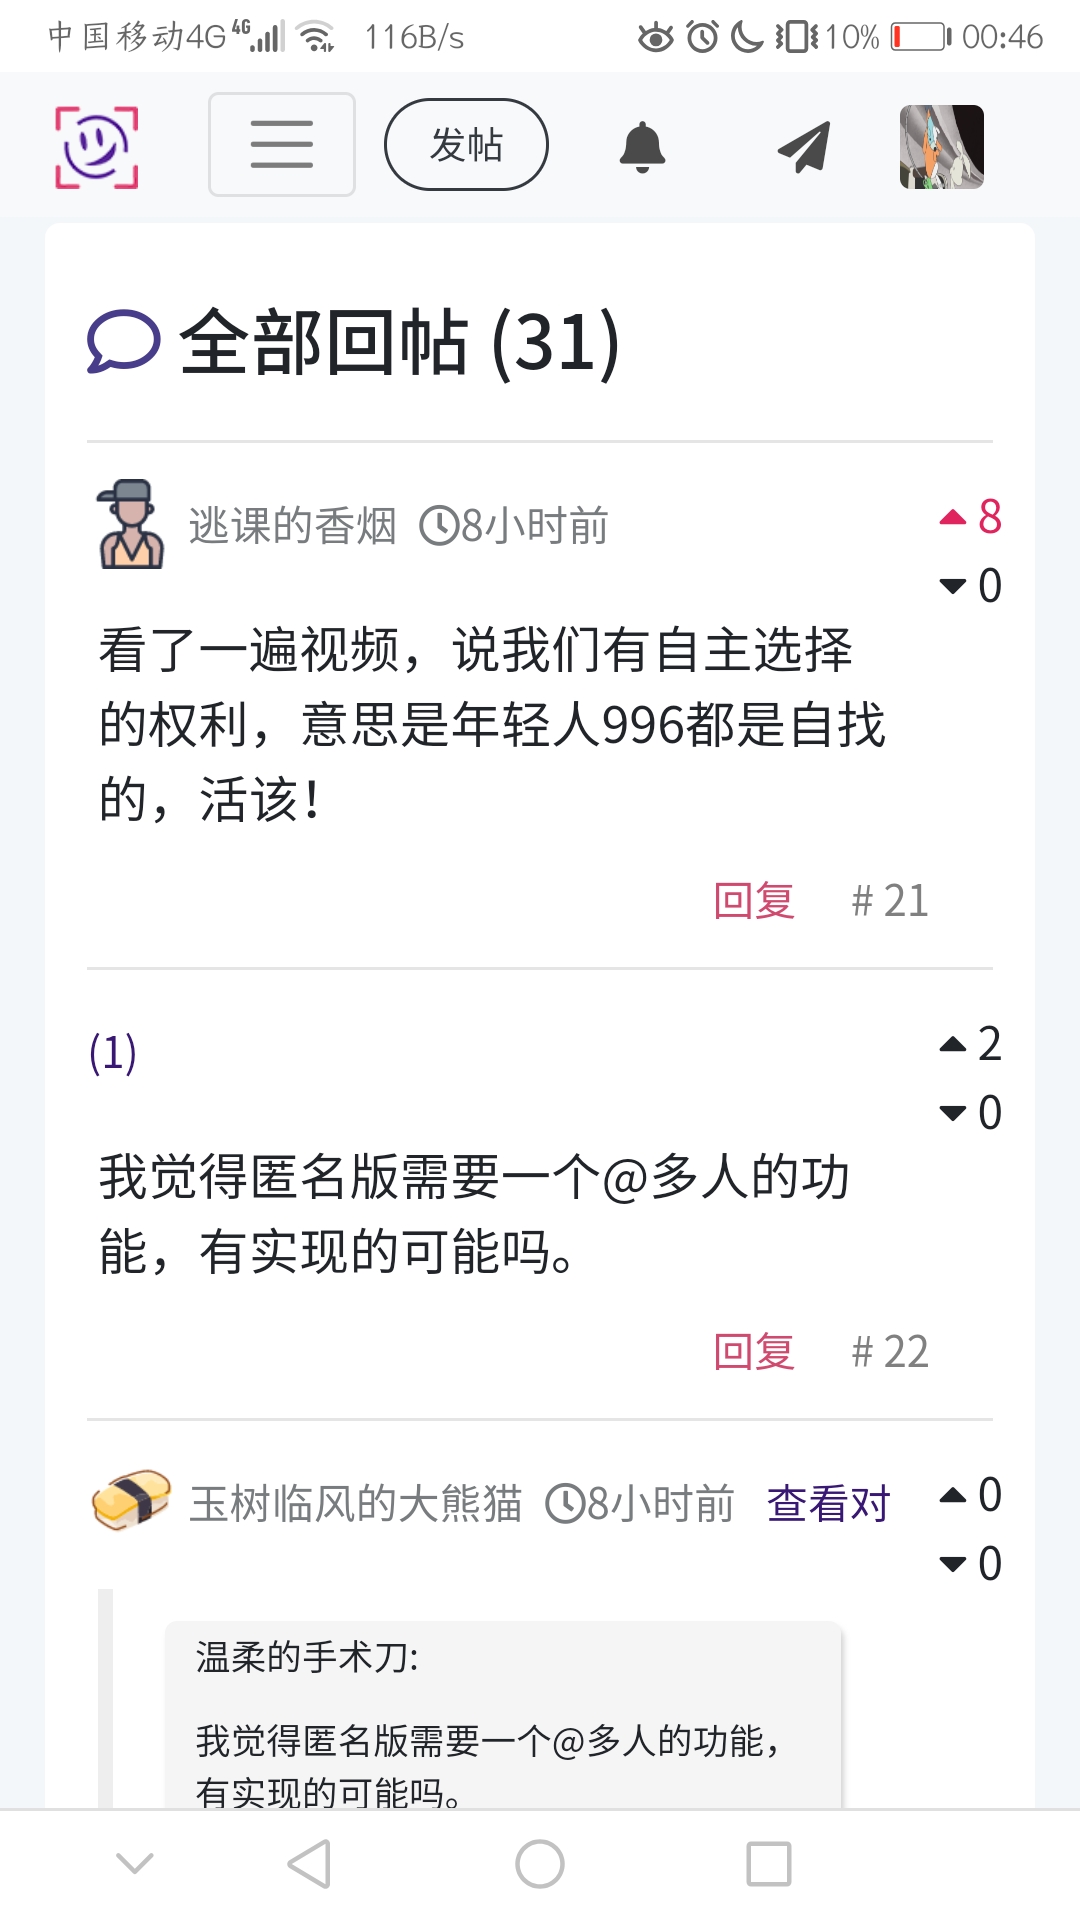 中国移动4G 4G 116B/s 10% 00:46
发帖
全部回帖 (31)
逃课的香烟 8小时前
8
0
看了一遍视频，说我们有自主选择
的权利，意思是年轻人996都是自找
的，活该！
回复 # 21
(1)
2
0
我觉得匿名版需要一个@多人的功
能，有实现的可能吗。
回复 # 22
玉树临风的大熊猫 8小时前 查看对
0
0
温柔的手术刀:
我觉得匿名版需要一个@多人的功能，
有实现的可能吗。